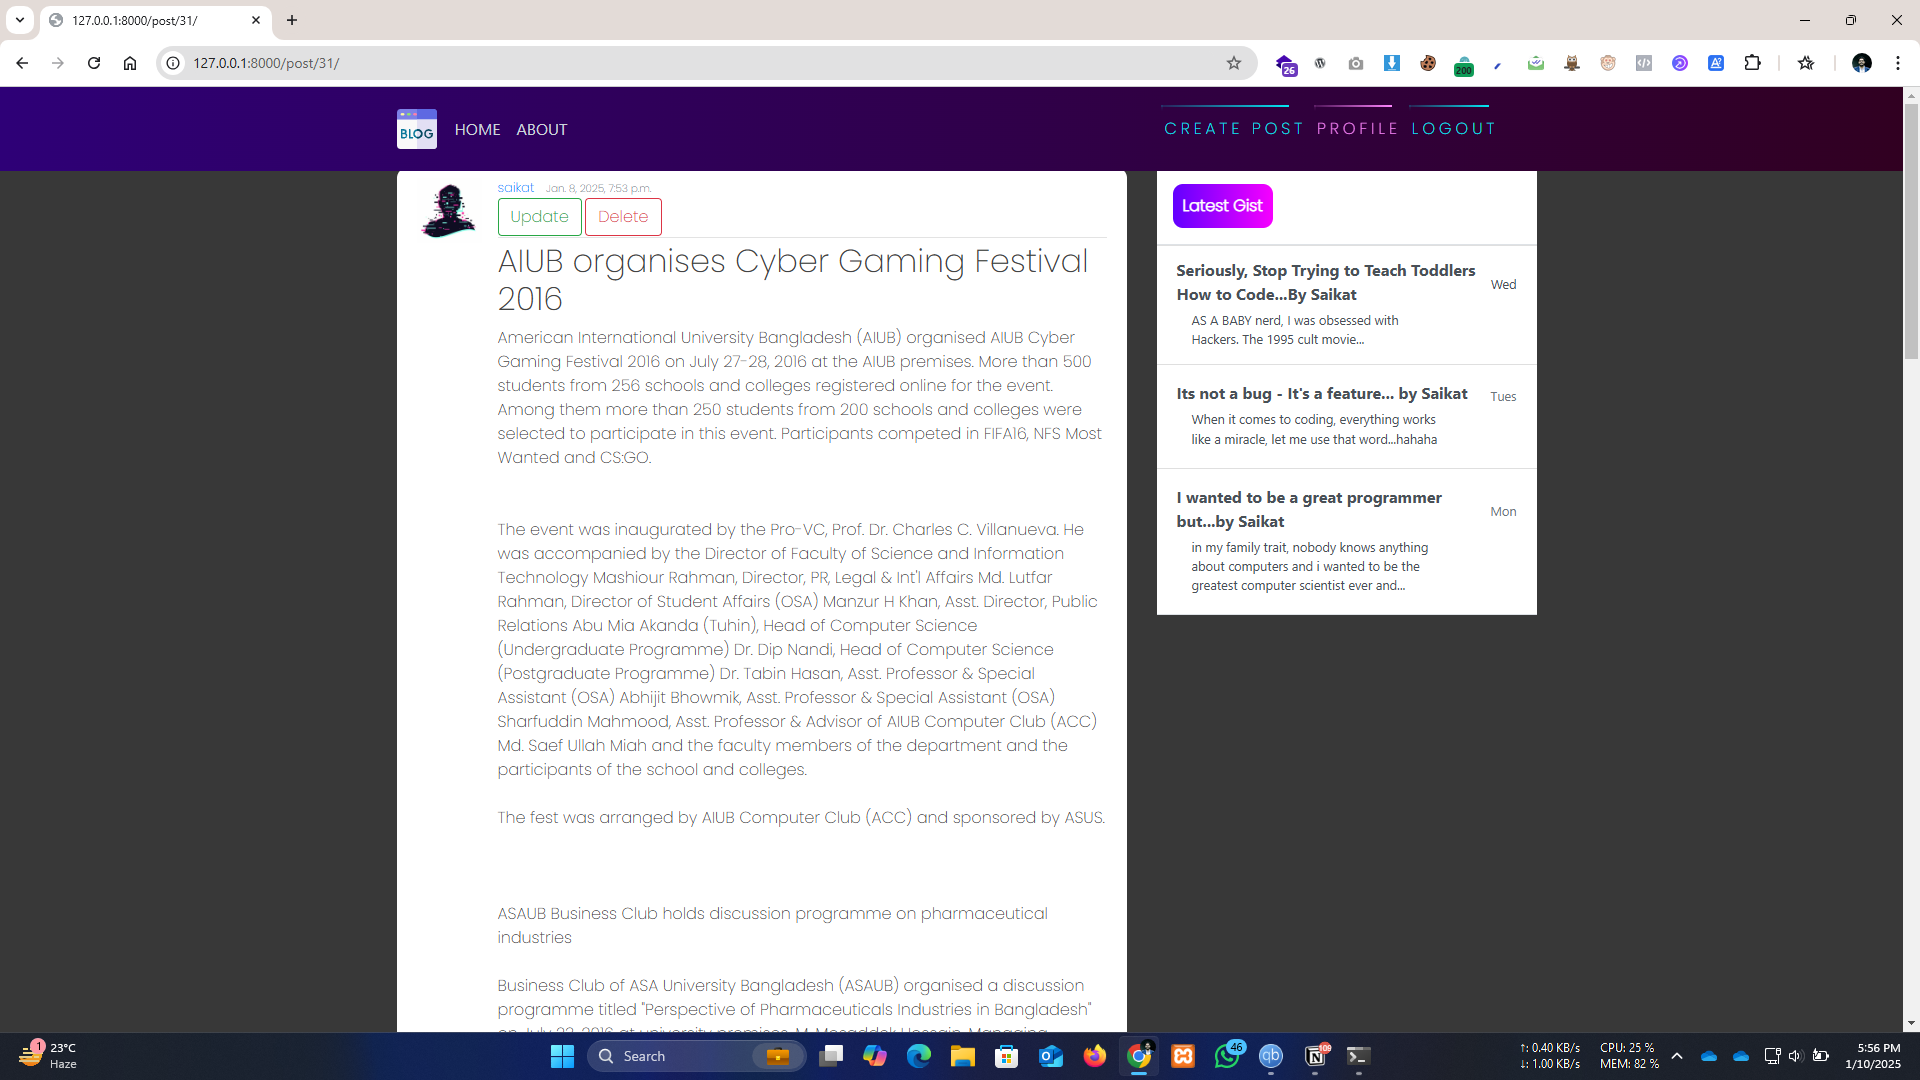 127.0.0.1:8000/post/31/
127.0.0.1:8000/post/31/
26
200
BLOG
HOME ABOUT
CREATE POST PROFILE LOGOUT
saikat Jan. 8, 2025, 7:53 p.m.
Update Delete
AIUB organises Cyber Gaming Festival
2016
American International University Bangladesh (AIUB) organised AIUB Cyber
Gaming Festival 2016 on July 27-28, 2016 at the AIUB premises. More than 500
students from 256 schools and colleges registered online for the event.
Among them more than 250 students from 200 schools and colleges were
selected to participate in this event. Participants competed in FIFA16, NFS Most
Wanted and CS:GO.
The event was inaugurated by the Pro-VC, Prof. Dr. Charles C. Villanueva. He
was accompanied by the Director of Faculty of Science and Information
Technology Mashiour Rahman, Director, PR, Legal & Int'l Affairs Md. Lutfar
Rahman, Director of Student Affairs (OSA) Manzur H Khan, Asst. Director, Public
Relations Abu Mia Akanda (Tuhin), Head of Computer Science
(Undergraduate Programme) Dr. Dip Nandi, Head of Computer Science
(Postgraduate Programme) Dr. Tabin Hasan, Asst. Professor & Special
Assistant (OSA) Abhijit Bhowmik, Asst. Professor & Special Assistant (OSA)
Sharfuddin Mahmood, Asst. Professor & Advisor of AIUB Computer Club (ACC)
Md. Saef Ullah Miah and the faculty members of the department and the
participants of the school and colleges.
The fest was arranged by AIUB Computer Club (ACC) and sponsored by ASUS.
ASAUB Business Club holds discussion programme on pharmaceutical
industries
Business Club of ASA University Bangladesh (ASAUB) organised a discussion
programme titled "Perspective of Pharmaceuticals Industries in Bangladesh"
on July 23, 2016 at university premises. M. Mosaddek Hossain, Managing
Latest Gist
Seriously, Stop Trying to Teach Toddlers
How to Code...By Saikat
Wed
AS A BABY nerd, I was obsessed with
Hackers. The 1995 cult movie...
Its not a bug - It's a feature... by Saikat
Tues
When it comes to coding, everything works
like a miracle, let me use that word...hahaha
I wanted to be a great programmer
but...by Saikat
Mon
in my family trait, nobody knows anything
about computers and i wanted to be the
greatest computer scientist ever and...
1
23°C
Haze
Search
46
qb
109
↑: 0.40 KB/s
↓: 1.00 KB/s
CPU: 25 %
MEM: 82 %
5:56 PM
1/10/2025